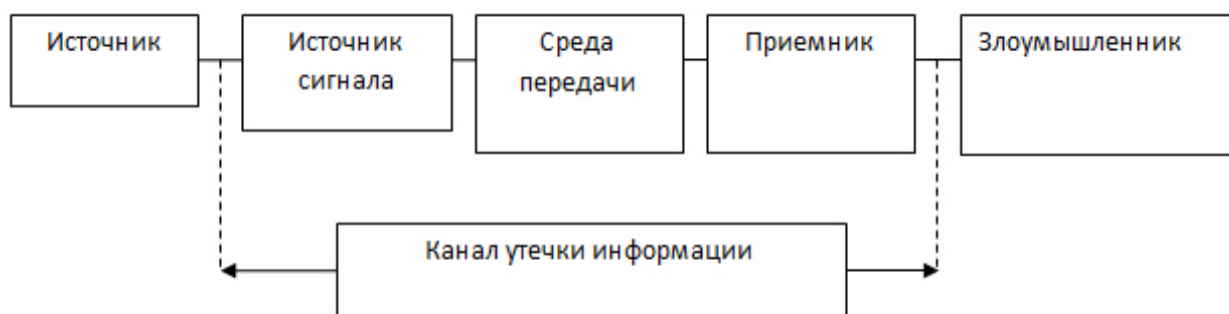 Источник
Источник
сигнала
Среда
передачи
Приемник
Злоумышленник
Канал утечки информации